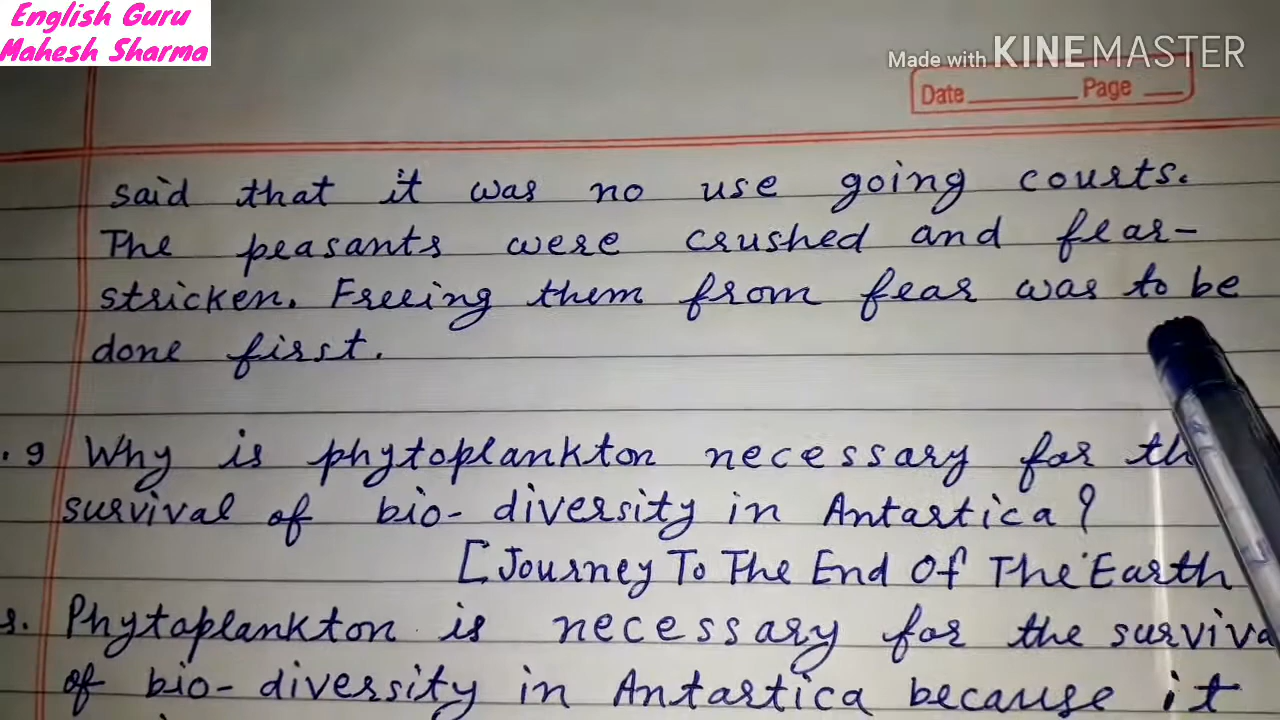 English Guru
Mahesh Sharma
Made with KINEMASTER
Date Page
said that it was no use going courts.
The peasants were crushed and fear-
stricken. Freeing them from fear was to be
done first.
. 9 Why is phytoplankton necessary for th
survival of bio- diversity in Antartica?
[Journey To The End Of The Earth
s. Phytoplankton is necessary for the surviva
of bio- diversity in Antartica because it